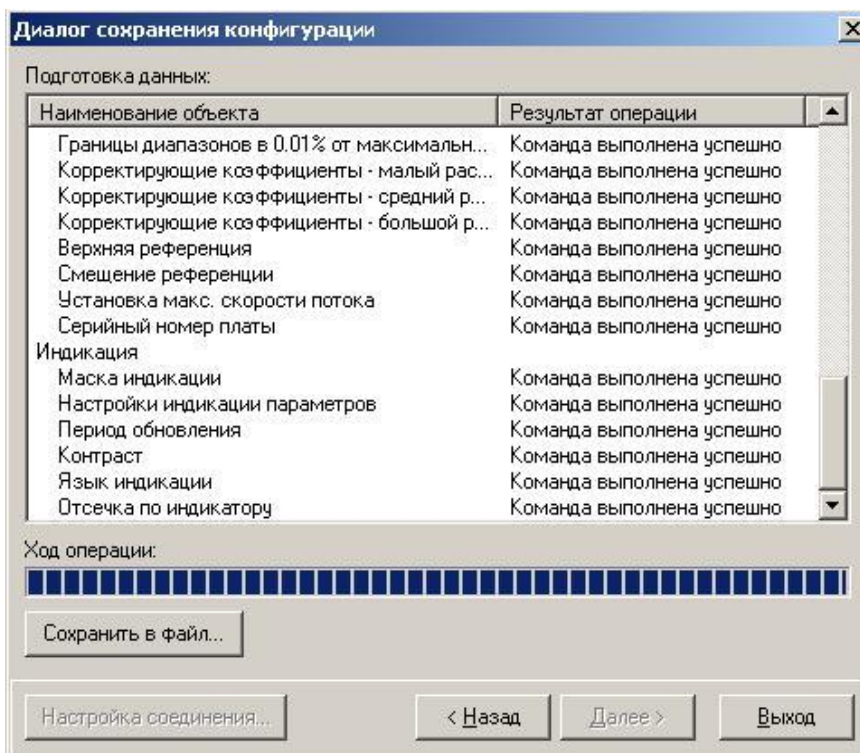 Диалог сохранения конфигурации
Подготовка данных:
Наименование объекта Результат операции
Границы диапазонов в 0.01% от максимальн... Команда выполнена успешно
Корректирующие коэффициенты - малый рас... Команда выполнена успешно
Корректирующие коэффициенты - средний р... Команда выполнена успешно
Корректирующие коэффициенты - большой р... Команда выполнена успешно
Верхняя референция Команда выполнена успешно
Смещение референции Команда выполнена успешно
Установка макс. скорости потока Команда выполнена успешно
Серийный номер платы Команда выполнена успешно
Индикация
Маска индикации Команда выполнена успешно
Настройки индикации параметров Команда выполнена успешно
Период обновления Команда выполнена успешно
Контраст Команда выполнена успешно
Язык индикации Команда выполнена успешно
Отсечка по индикатору Команда выполнена успешно
Ход операции:
Сохранить в файл...
Настройка соединения... < Назад Далее > Выход